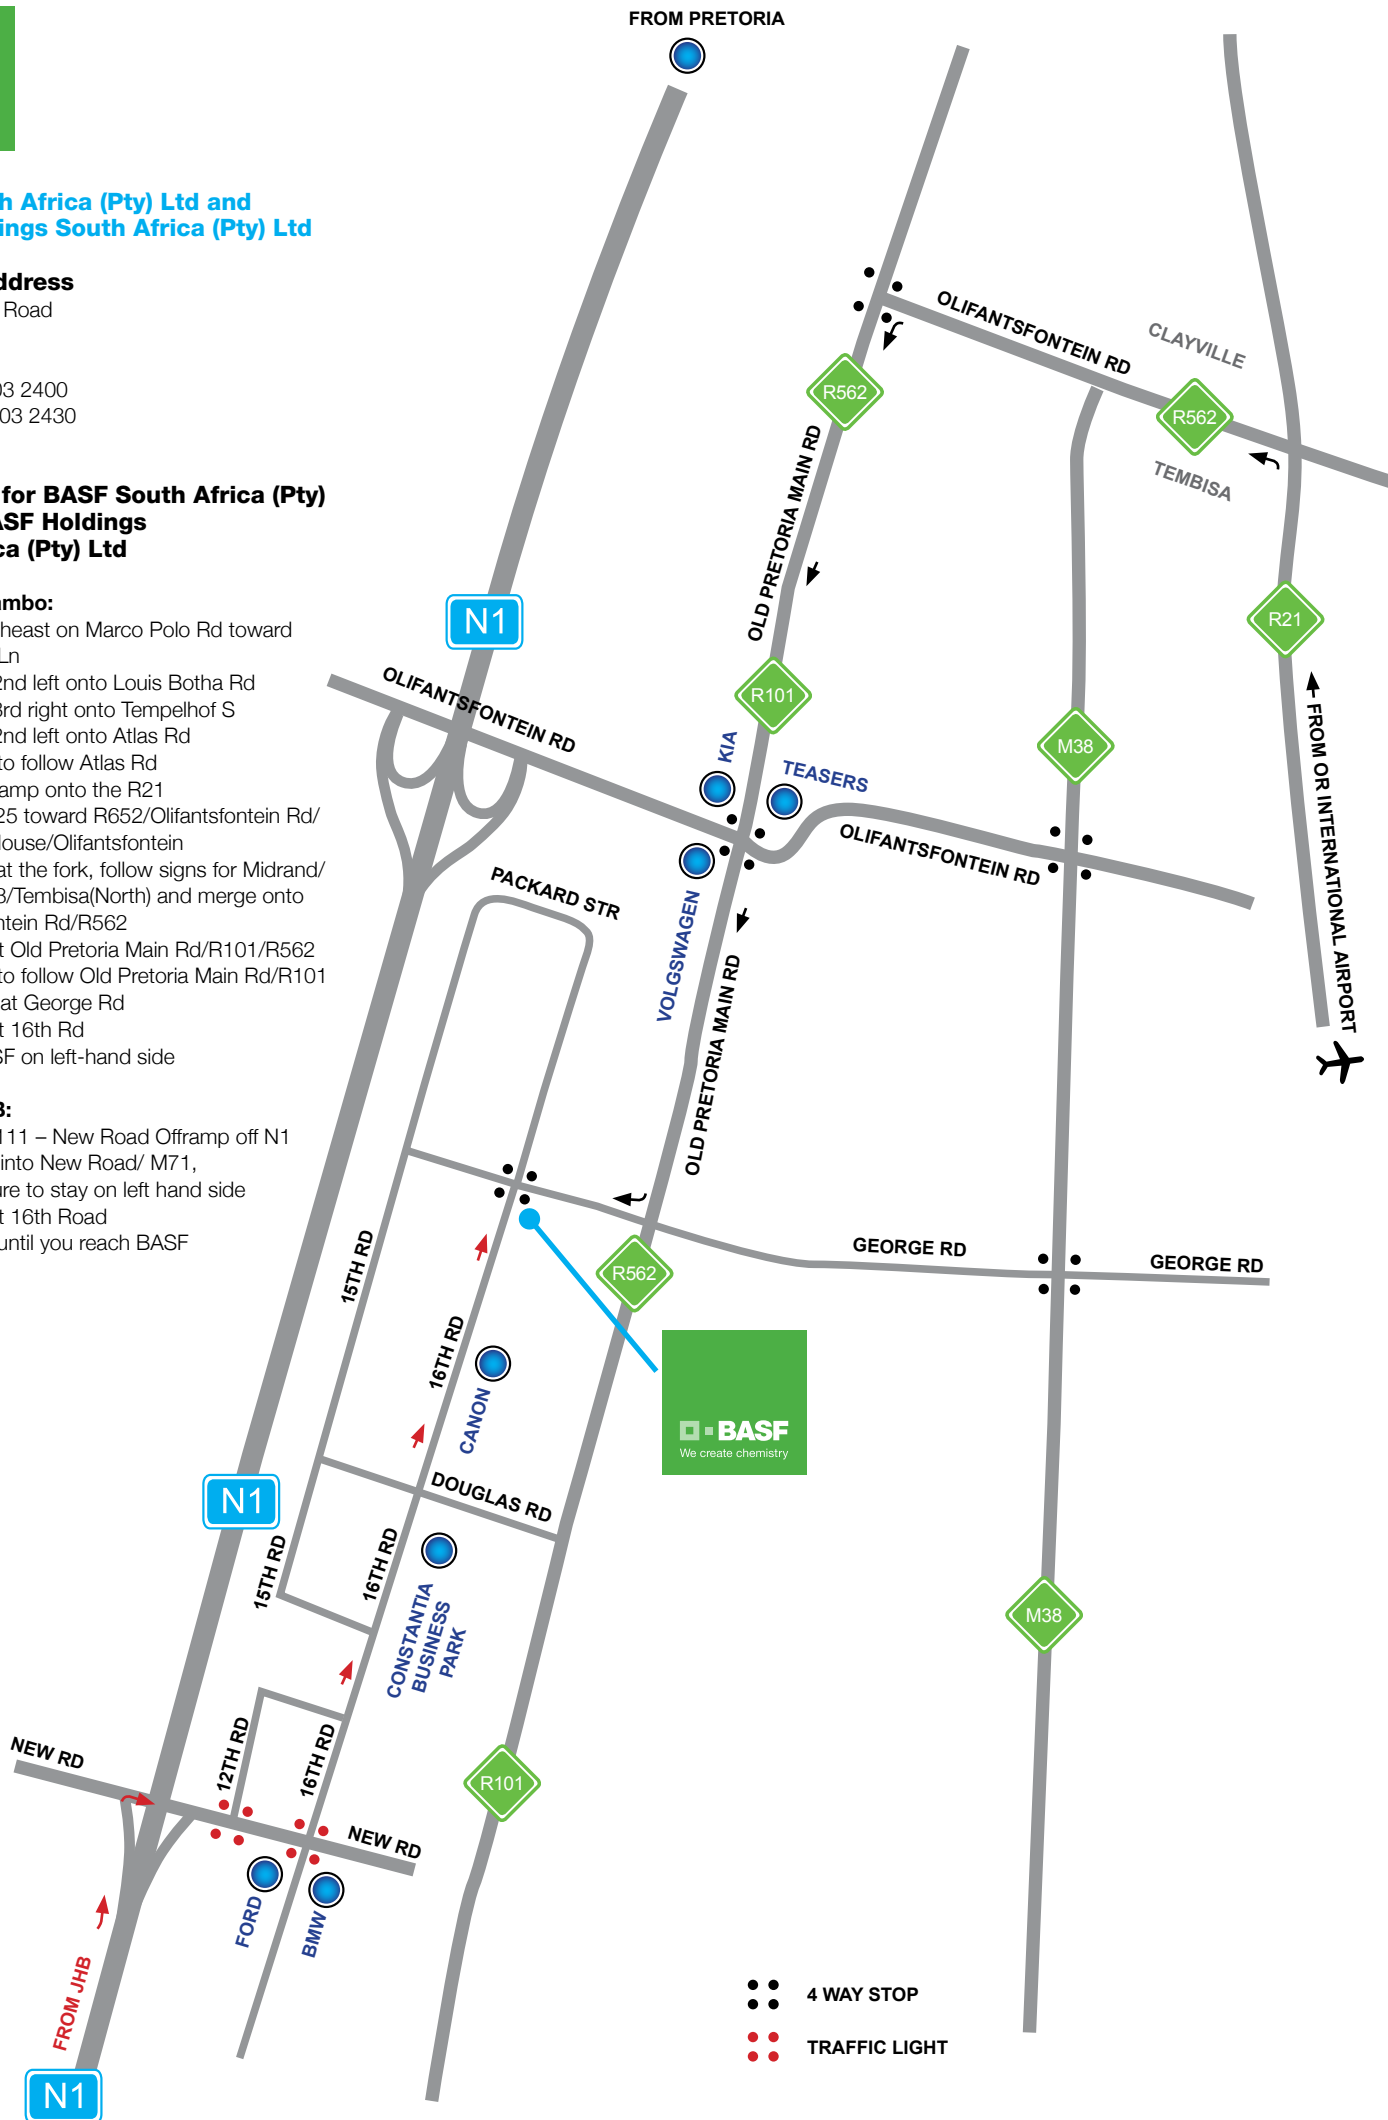 FROM PRETORIA
h Africa (Pty) Ltd and
ings South Africa (Pty) Ltd
ddress
Road
03 2400
03 2430
for BASF South Africa (Pty)
ASF Holdings
ca (Pty) Ltd
ambo:
heast on Marco Polo Rd toward
Ln
2nd left onto Louis Botha Rd
3rd right onto Tempelhof S
2nd left onto Atlas Rd
to follow Atlas Rd
amp onto the R21
25 toward R652/Olifantsfontein Rd/
House/Olifantsfontein
at the fork, follow signs for Midrand/
8/Tembisa(North) and merge onto
ntein Rd/R562
t Old Pretoria Main Rd/R101/R562
to follow Old Pretoria Main Rd/R101
at George Rd
t 16th Rd
SF on left-hand side
B:
111 – New Road Offramp off N1
into New Road/ M71,
ure to stay on left hand side
t 16th Road
until you reach BASF
OLIFANTSFONTEIN RD
CLAYVILLE
R562
R562
TEMBISA
OLD PRETORIA MAIN RD
N1
R21
OLIFANTSFONTEIN RD
R101
M38
KIA
TEASERS
FROM OR INTERNATIONAL AIRPORT
OLIFANTSFONTEIN RD
PACKARD STR
VOLGSWAGEN
OLD PRETORIA MAIN RD
15TH RD
GEORGE RD
GEORGE RD
R562
16TH RD
CANON
BASF
We create chemistry
DOUGLAS RD
N1
15TH RD
16TH RD
CONSTANTIA
BUSINESS
PARK
M38
NEW RD
12TH RD
16TH RD
R101
NEW RD
FORD
BMW
FROM JHB
4 WAY STOP
TRAFFIC LIGHT
N1